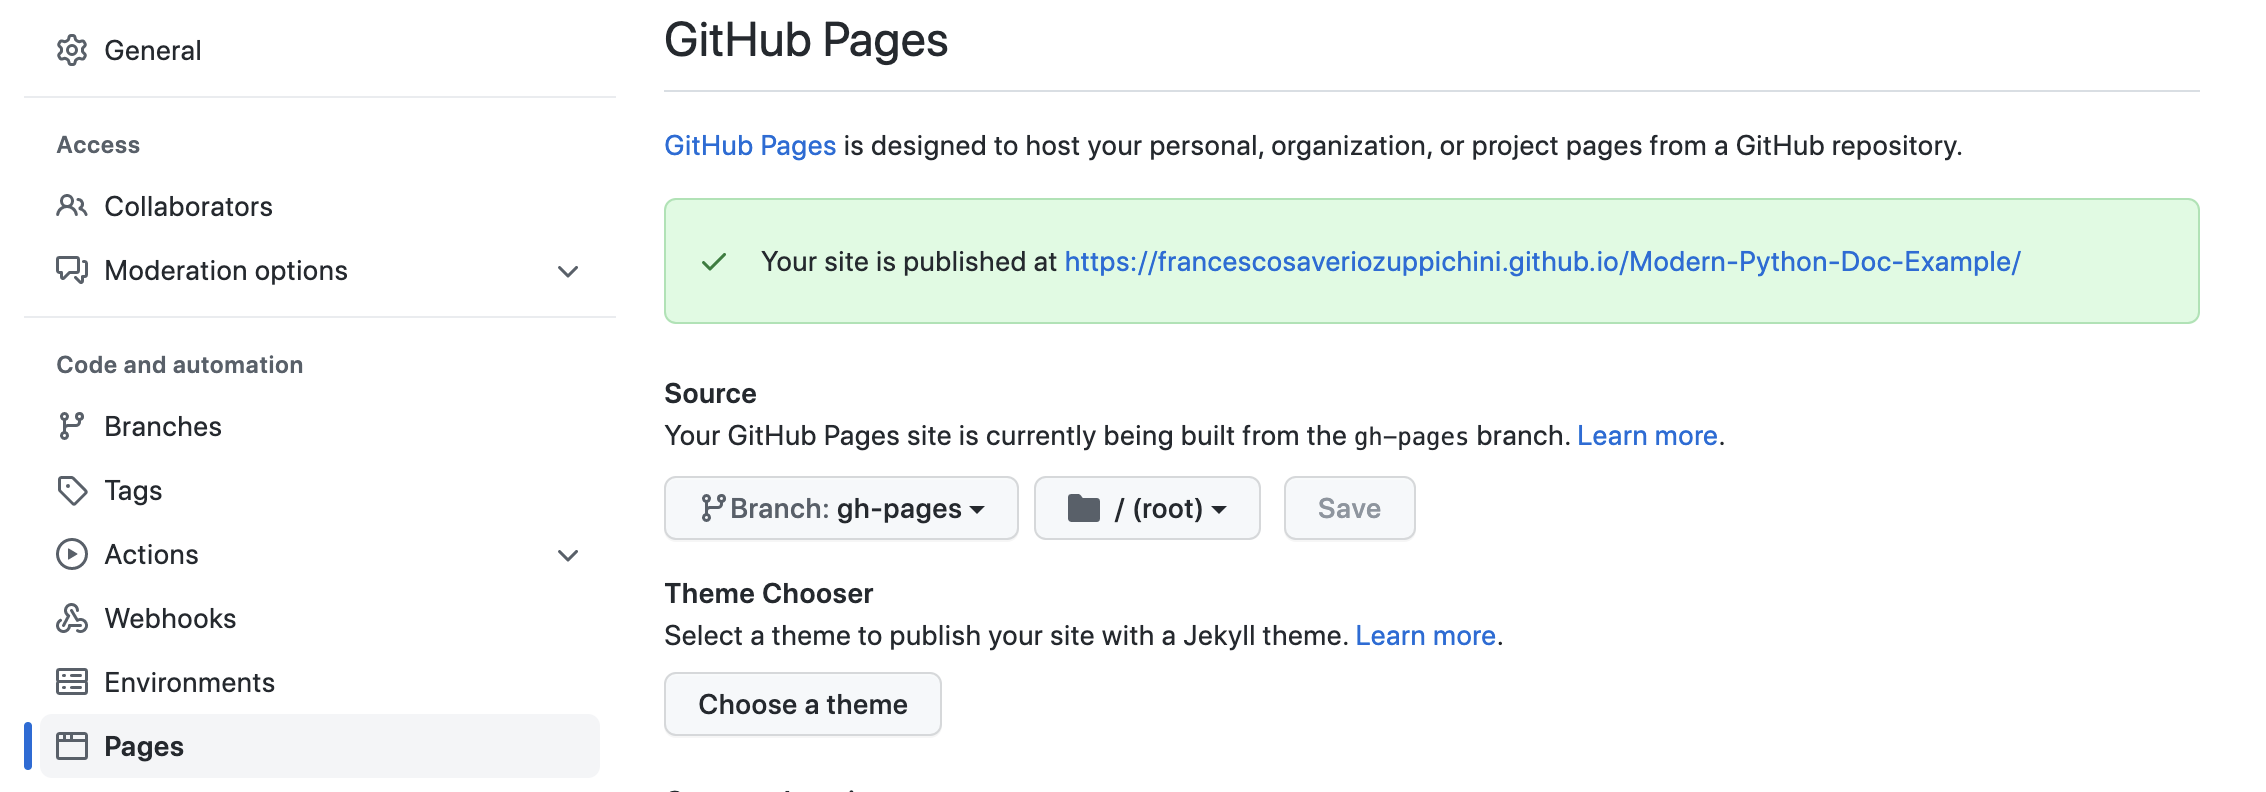 General
Access
Collaborators
Moderation options
Code and automation
Branches
Tags
Actions
Webhooks
Environments
Pages
GitHub Pages
GitHub Pages is designed to host your personal, organization, or project pages from a GitHub repository.
Your site is published at https://francescosaveriozuppichini.github.io/Modern-Python-Doc-Example/
Source
Your GitHub Pages site is currently being built from the gh-pages branch. Learn more.
Branch: gh-pages / (root) Save
Theme Chooser
Select a theme to publish your site with a Jekyll theme. Learn more.
Choose a theme